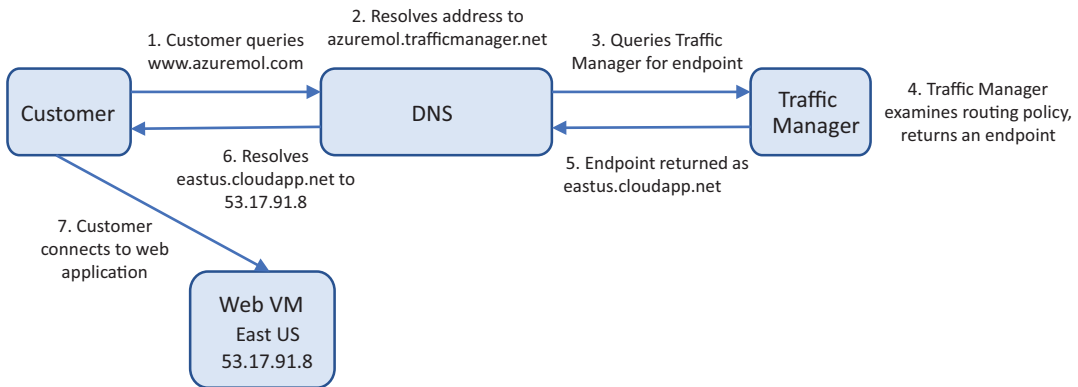 2. Resolves address to
azuremol.trafficmanager.net
1. Customer queries
www.azuremol.com
3. Queries Traffic
Manager for endpoint
Customer
DNS
Traffic
Manager
4. Traffic Manager
examines routing policy,
returns an endpoint
6. Resolves
eastus.cloudapp.net to
53.17.91.8
5. Endpoint returned as
eastus.cloudapp.net
7. Customer
connects to web
application
Web VM
East US
53.17.91.8